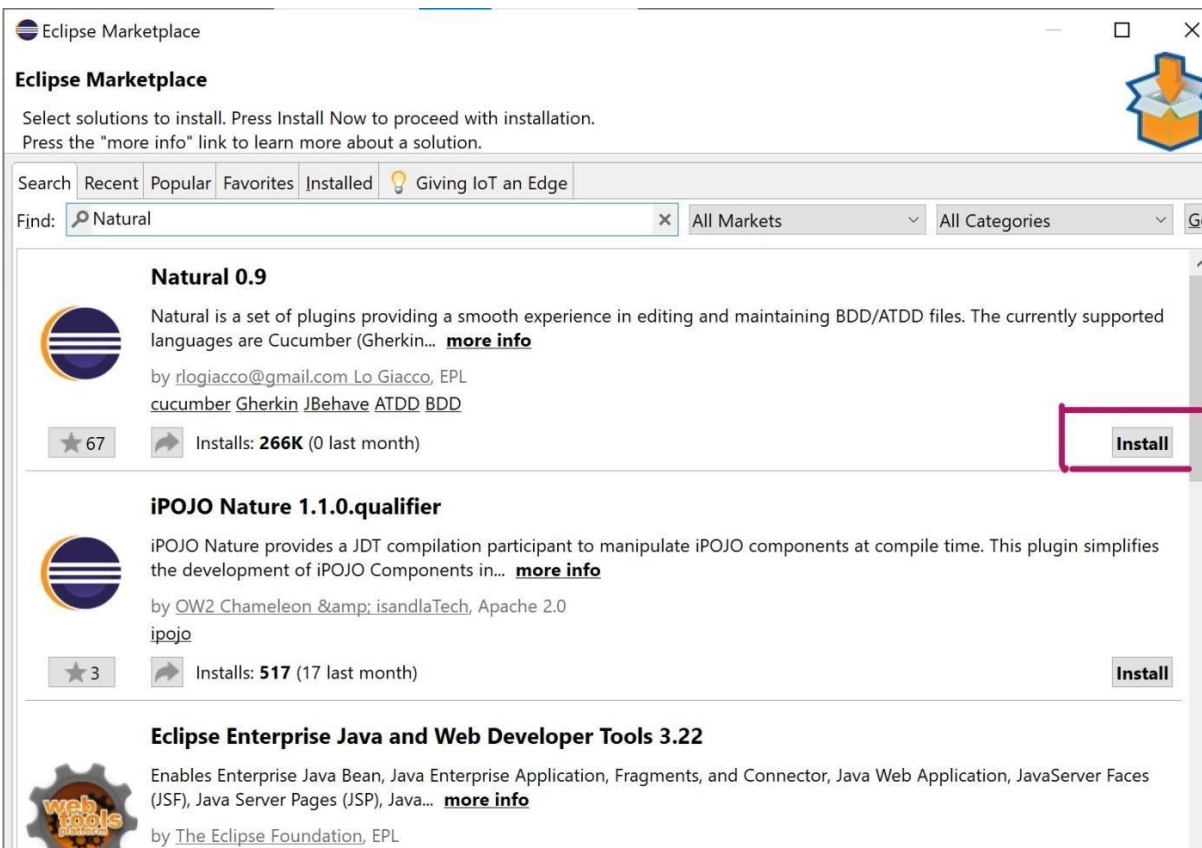 Eclipse Marketplace
Eclipse Marketplace
Select solutions to install. Press Install Now to proceed with installation.
Press the "more info" link to learn more about a solution.
Search Recent Popular Favorites Installed Giving IoT an Edge
Find: Natural All Markets All Categories
Natural 0.9
Natural is a set of plugins providing a smooth experience in editing and maintaining BDD/ATDD files. The currently supported
languages are Cucumber (Gherkin... more info
by rlogiacco@gmail.com Lo Giacco, EPL
cucumber Gherkin JBehave ATDD BDD
67 Installs: 266K (0 last month) Install
iPOJO Nature 1.1.0.qualifier
iPOJO Nature provides a JDT compilation participant to manipulate iPOJO components at compile time. This plugin simplifies
the development of iPOJO Components in... more info
by OW2 Chameleon &amp; isandlaTech, Apache 2.0
ipojo
3 Installs: 517 (17 last month) Install
Eclipse Enterprise Java and Web Developer Tools 3.22
Enables Enterprise Java Bean, Java Enterprise Application, Fragments, and Connector, Java Web Application, JavaServer Faces
(JSF), Java Server Pages (JSP), Java... more info
web
tools
platform
by The Eclipse Foundation, EPL